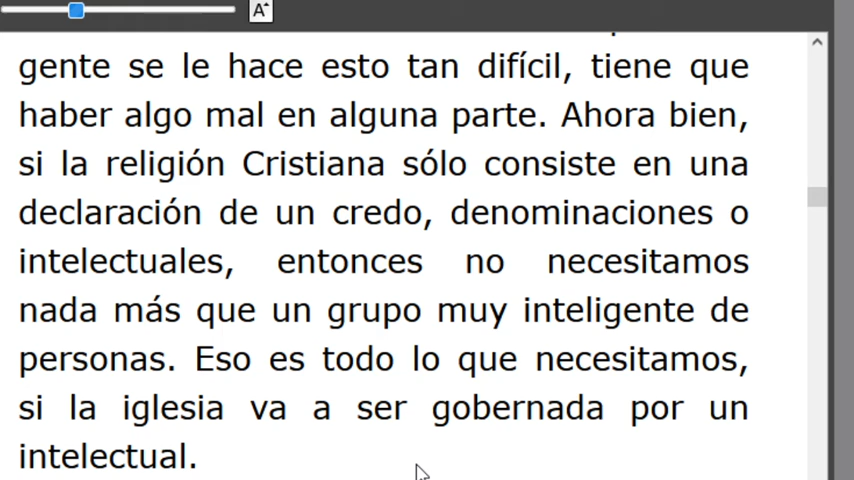 A
gente se le hace esto tan difícil, tiene que
haber algo mal en alguna parte. Ahora bien,
si la religión Cristiana sólo consiste en una
declaración de un credo, denominaciones o
intelectuales, entonces no necesitamos
nada más que un grupo muy inteligente de
personas. Eso es todo lo que necesitamos,
si la iglesia va a ser gobernada por un
intelectual.